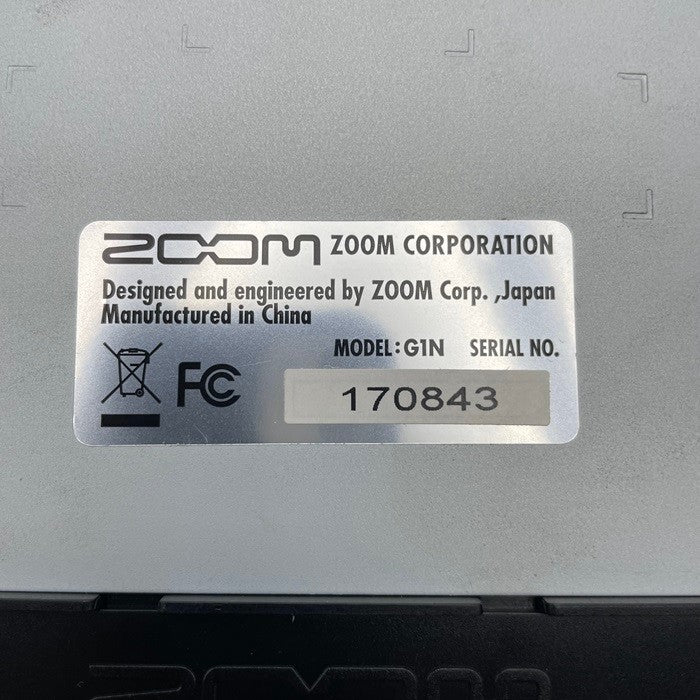 ZOOM ZOOM CORPORATION
Designed and engineered by ZOOM Corp. ,Japan
Manufactured in China
MODEL:G1N SERIAL NO.
FC
170843
ZOOM